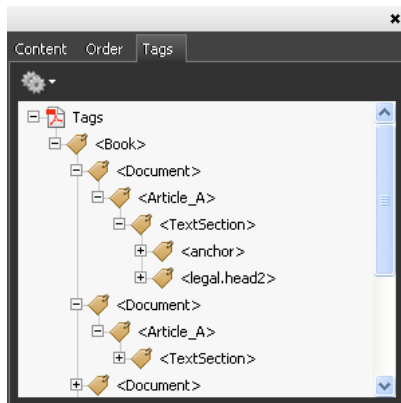 Content Order Tags
Tags
<Book>
<Document>
<Article_A>
<TextSection>
<anchor>
<legal.head2>
<Document>
<Article_A>
<TextSection>
<Document>